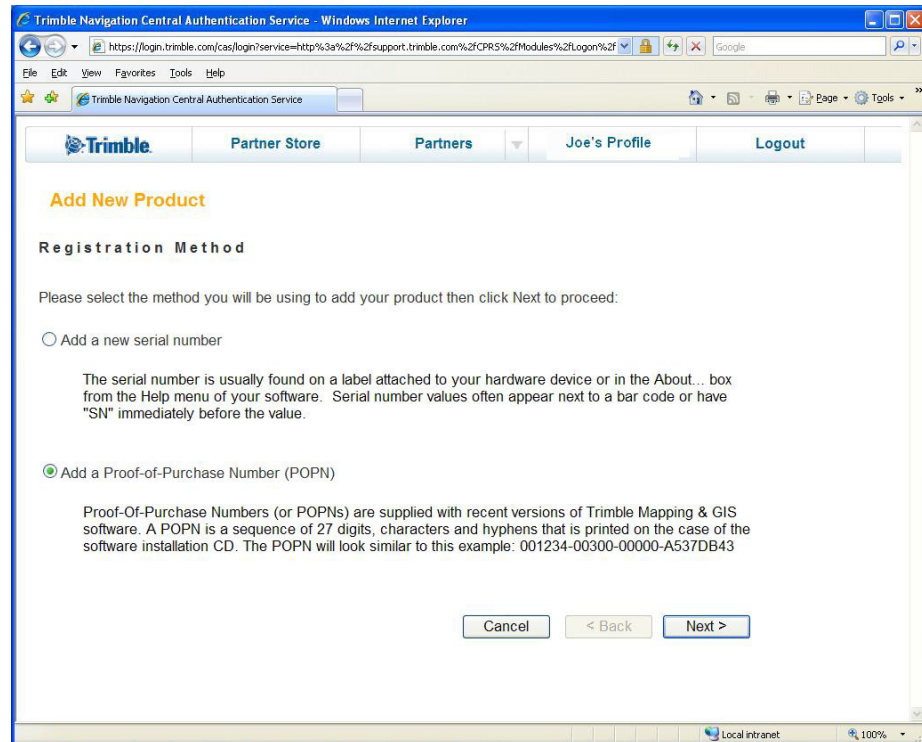 Trimble Navigation Central Authentication Service - Windows Internet Explorer
https://login.trimble.com/cas/login?service=http%3a%2f%2fsupport.trimble.com%2fCPRS%2fModules%2fLogon%2f
Google
File Edit View Favorites Tools Help
Trimble Navigation Central Authentication Service
Page Tools »
Trimble. Partner Store Partners Joe's Profile Logout
Add New Product
Registration Method
Please select the method you will be using to add your product then click Next to proceed:
Add a new serial number
The serial number is usually found on a label attached to your hardware device or in the About... box
from the Help menu of your software. Serial number values often appear next to a bar code or have
"SN" immediately before the value.
Add a Proof-of-Purchase Number (POPN)
Proof-Of-Purchase Numbers (or POPNs) are supplied with recent versions of Trimble Mapping & GIS
software. A POPN is a sequence of 27 digits, characters and hyphens that is printed on the case of the
software installation CD. The POPN will look similar to this example: 001234-00300-00000-A537DB43
Cancel < Back Next >
Local intranet 100%